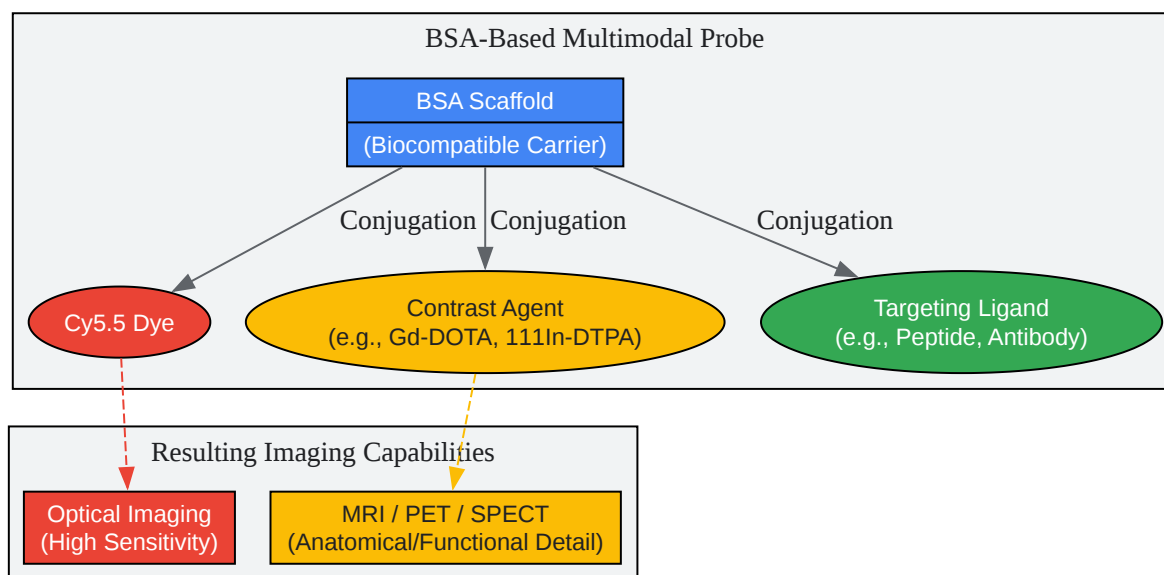 BSA-Based Multimodal Probe
BSA Scaffold
(Biocompatible Carrier)
Conjugation
Conjugation
Conjugation
Cy5.5 Dye
Contrast Agent
(e.g., Gd-DOTA, 111In-DTPA)
Targeting Ligand
(e.g., Peptide, Antibody)
Resulting Imaging Capabilities
Optical Imaging
(High Sensitivity)
MRI / PET / SPECT
(Anatomical/Functional Detail)